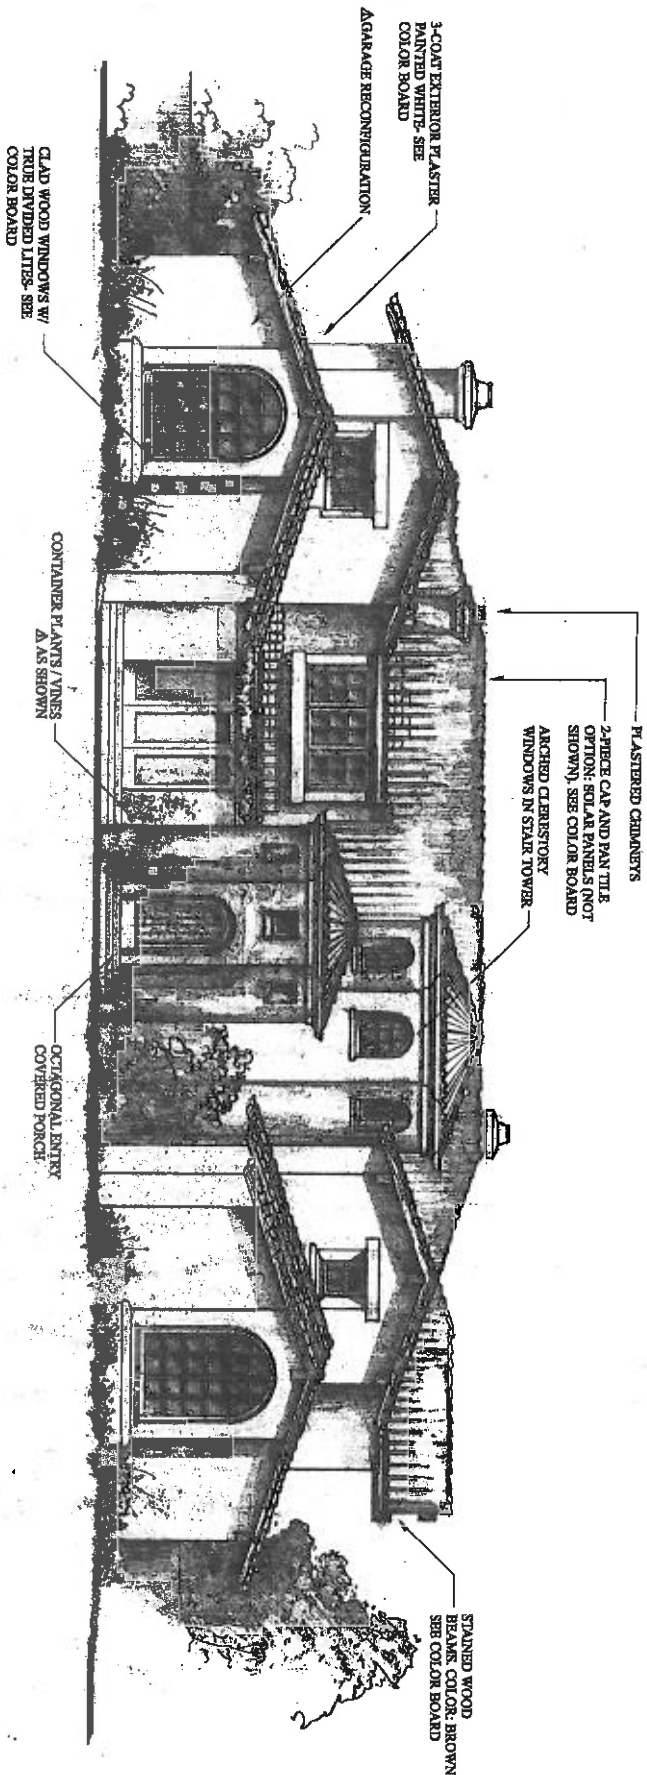 3-COAT EXTERIOR PLASTER
PAINTED WHITE- SEE
COLOR BOARD
△GARAGE RECONFIGURATION
PLASTERED CHIMNEYS
2-PIECE CAP AND PAN TILE
OPTION: SOLAR PANELS (NOT
SHOWN). SEE COLOR BOARD
ARCHED CLERESTORY
WINDOWS IN STAIR TOWER
STAINED WOOD
BEAMS. COLOR: BROWN
SEE COLOR BOARD
CLAD WOOD WINDOWS W/
TRUE DIVIDED LITES- SEE
COLOR BOARD
CONTAINER PLANTS / VINES
△ AS SHOWN
OCTAGONAL ENTRY
COVERED PORCH